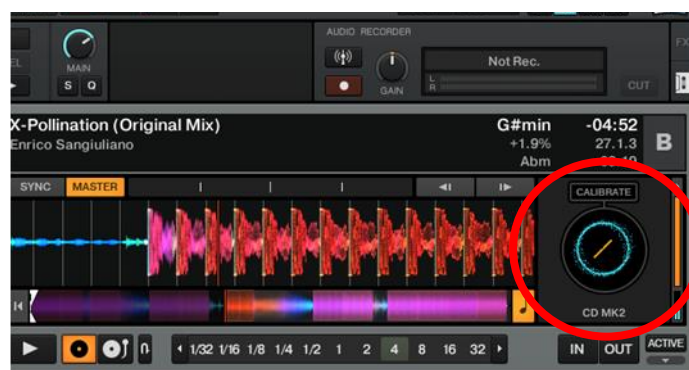 AUDIO RECORDER
FX
EL
MAIN
Not Rec.
L
R
S Q
GAIN
CUT
X-Pollination (Original Mix)
G#min
-04:52
Enrico Sangiuliano
+1.9%
27.1.3
B
Abm
SYNC
MASTER
CALIBRATE
CD MK2
1/32 1/16 1/8 1/4 1/2 1 2 4 8 16 32
IN
OUT
ACTIVE